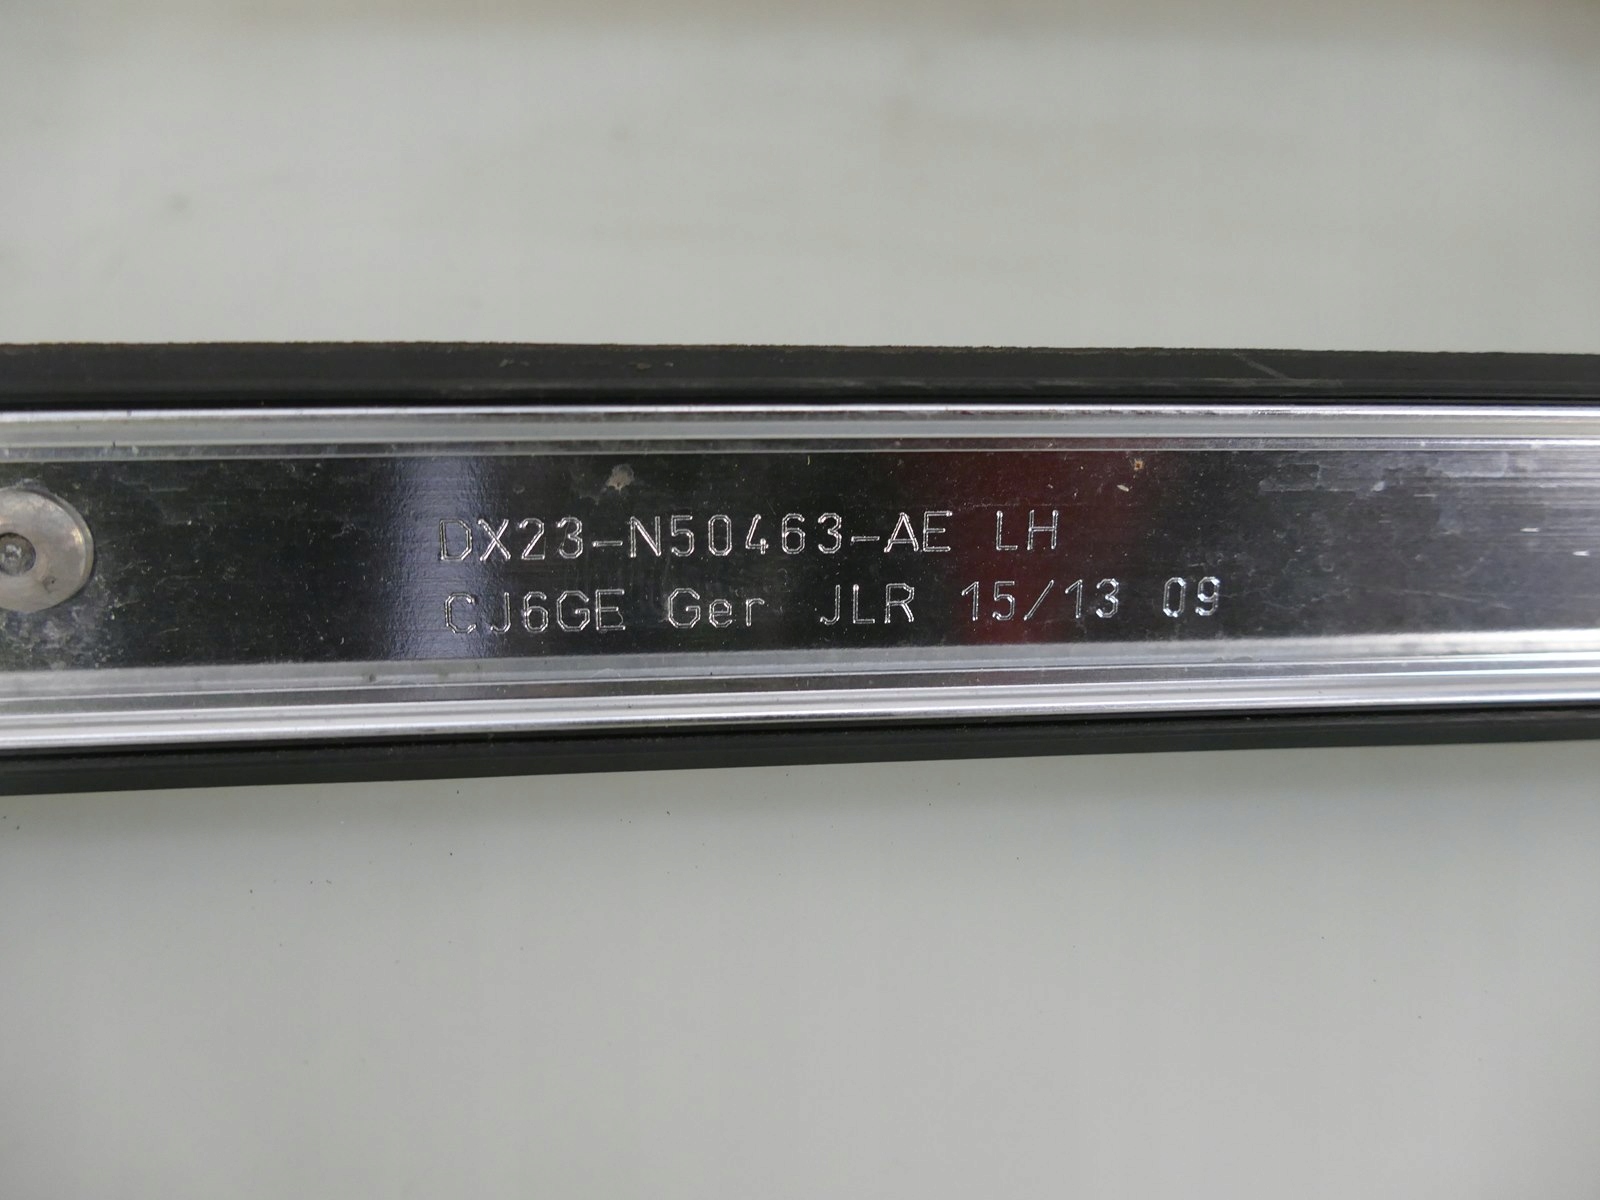 DX23-N50463-AE LH
CJ6GE Ger JLR 15/13 09